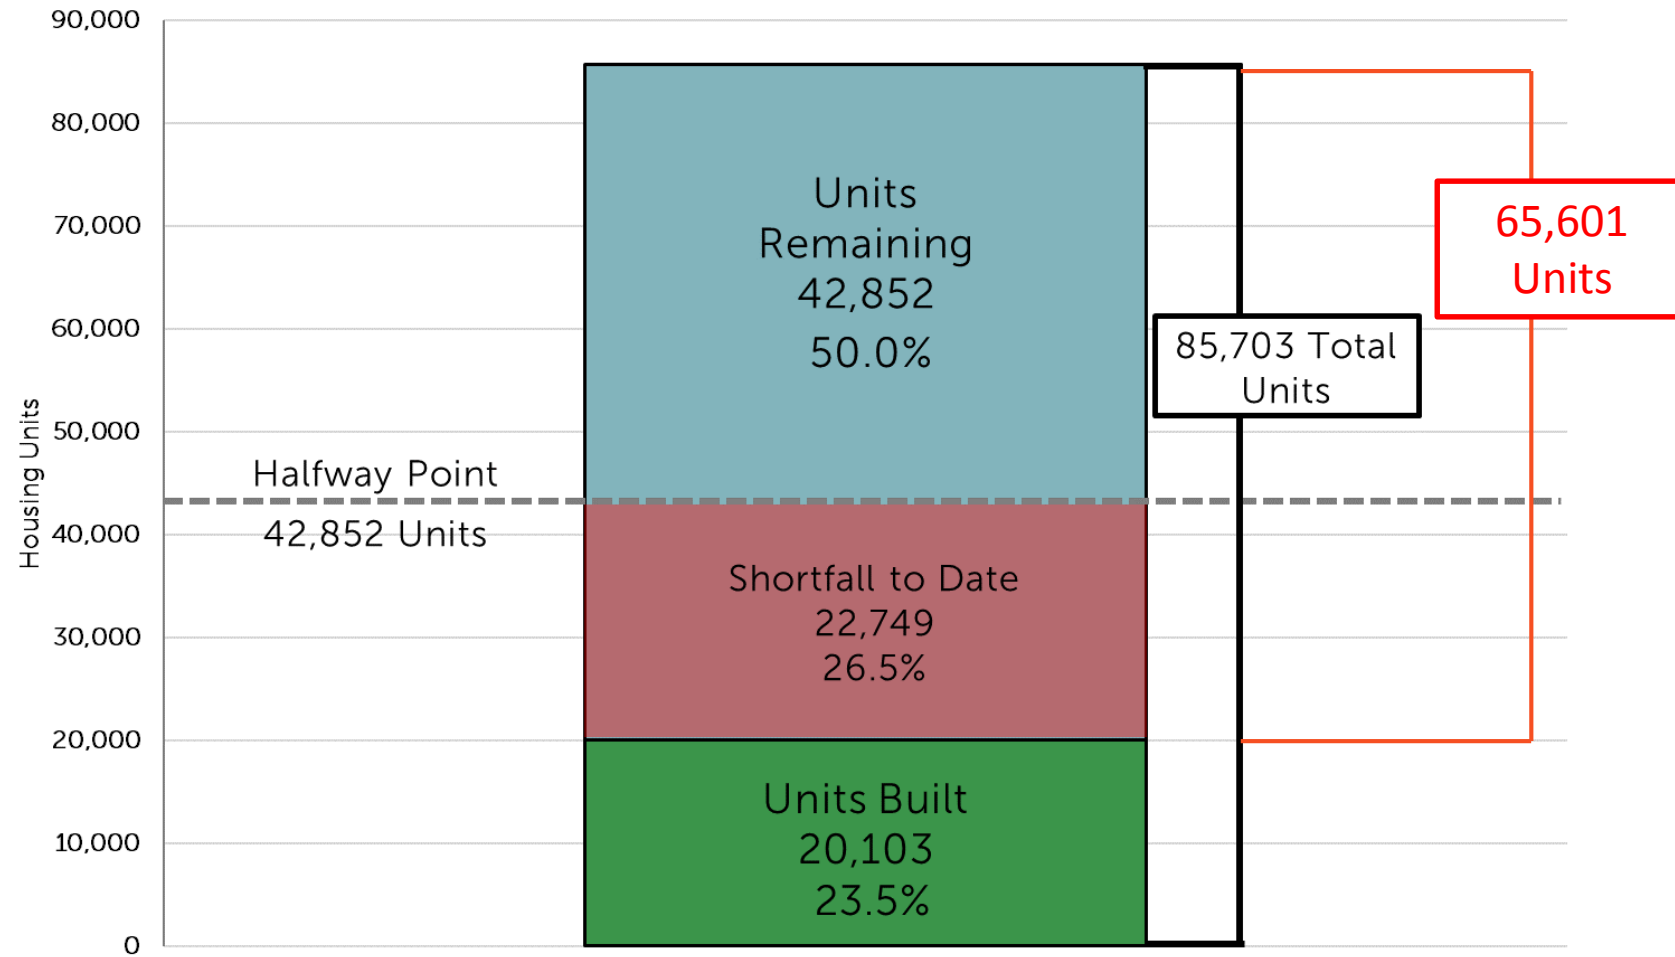 90,000
80,000
70,000
60,000
50,000
40,000
30,000
20,000
10,000
0
Housing Units
Halfway Point
42,852 Units
Units
Remaining
42,852
50.0%
Shortfall to Date
22,749
26.5%
Units Built
20,103
23.5%
85,703 Total
Units
65,601
Units